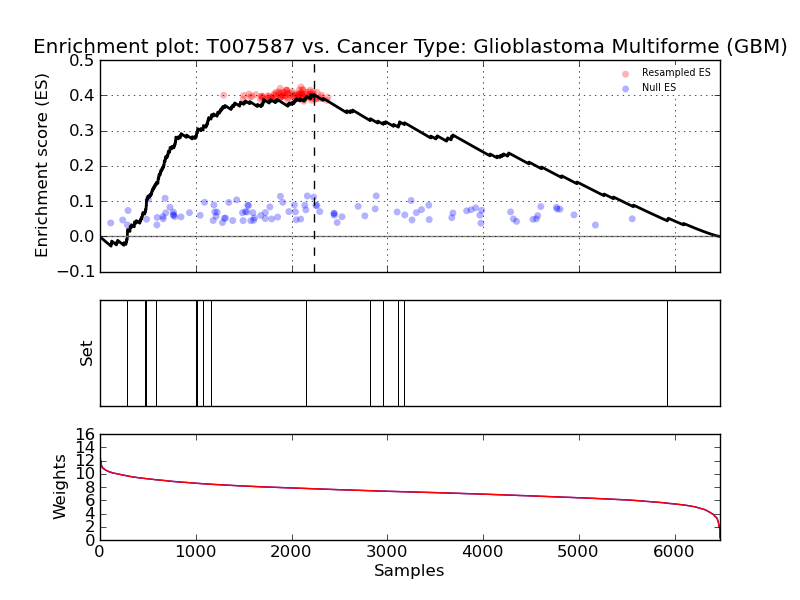 Enrichment plot: T007587 vs. Cancer Type: Glioblastoma Multiforme (GBM)
0.5
0.4
0.3
0.2
0.1
0.0
−0.1
Enrichment score (ES)
Resampled ES
Null ES
Set
16
14
12
10
8
6
4
2
0
Weights
0 1000 2000 3000 4000 5000 6000
Samples